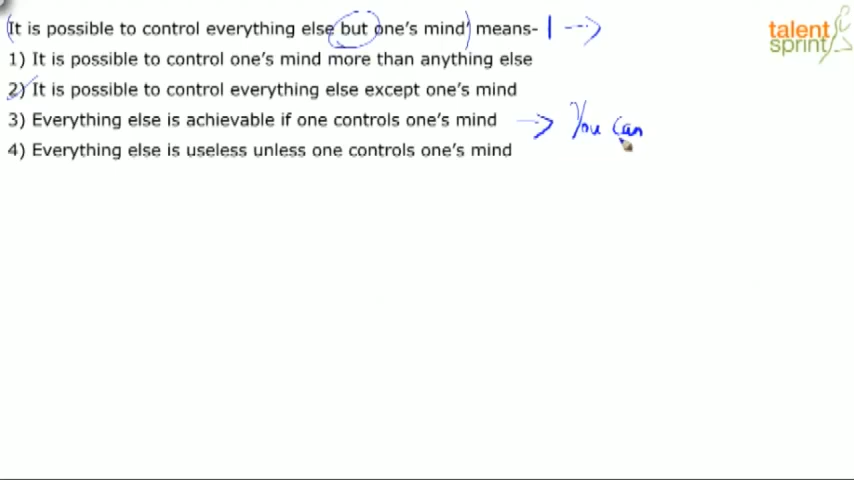 It is possible to control everything else but one's mind' means-
talent
sprint
1) It is possible to control one's mind more than anything else
2) It is possible to control everything else except one's mind
3) Everything else is achievable if one controls one's mind
You can
4) Everything else is useless unless one controls one's mind